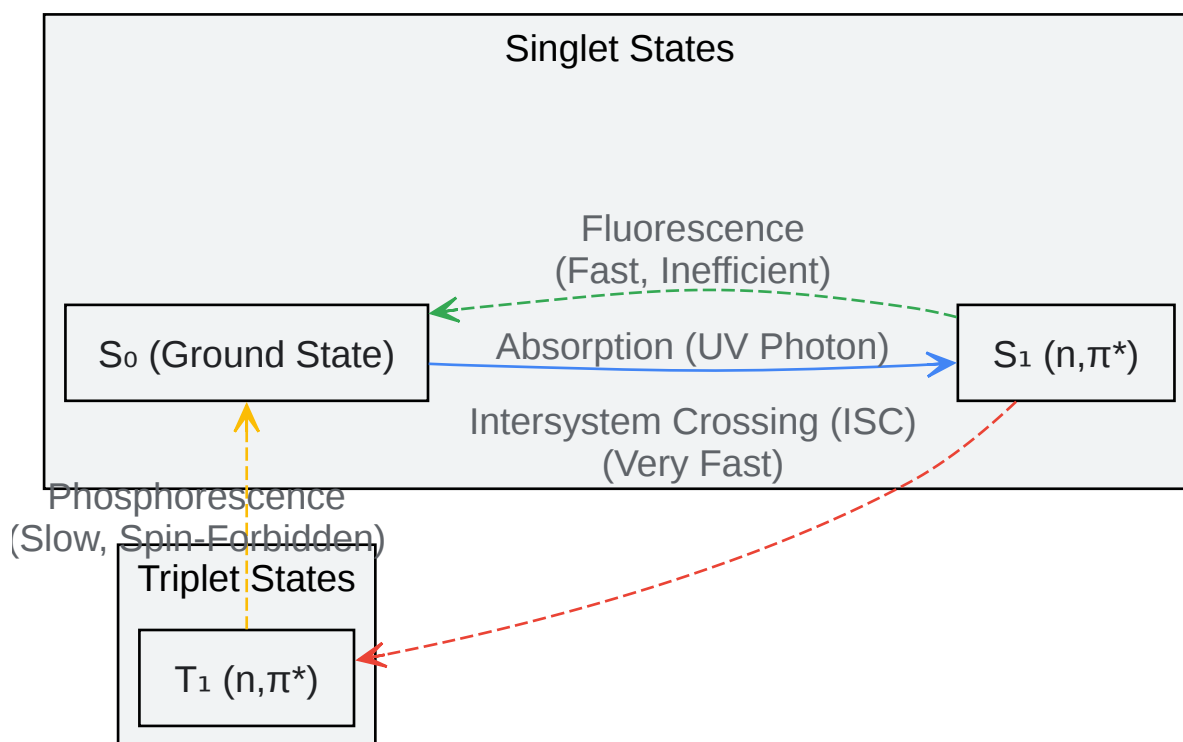 Singlet States
Fluorescence
(Fast, Inefficient)
S₀ (Ground State)
Absorption (UV Photon)
S₁ (n,π*)
Intersystem Crossing (ISC)
(Very Fast)
Phosphorescence
(Slow, Spin-Forbidden)
Triplet States
T₁ (n,π*)